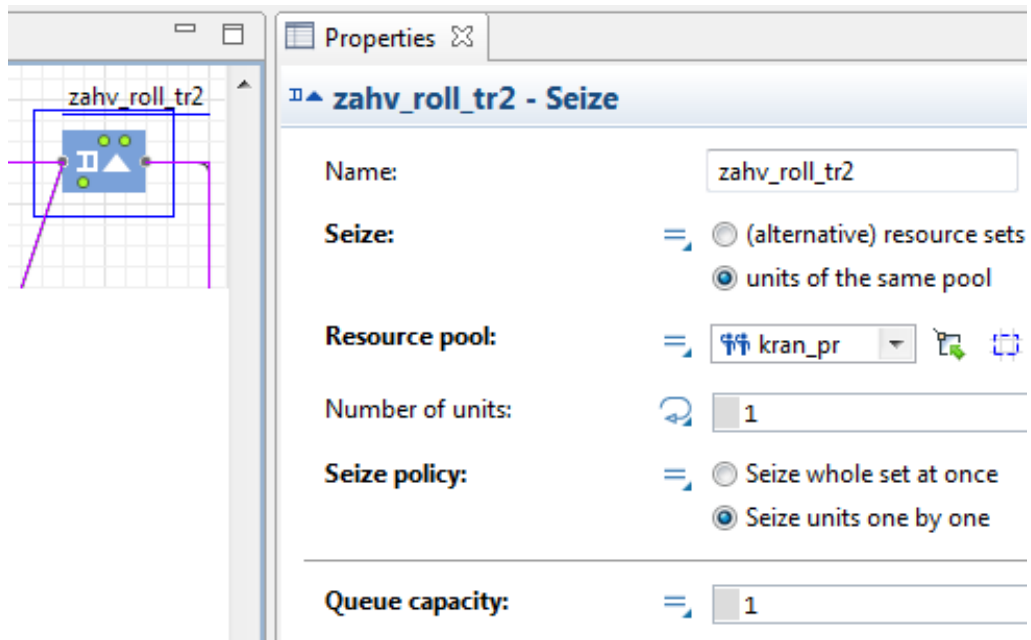 Properties
zahv_roll_tr2
zahv_roll_tr2 - Seize
Name:
zahv_roll_tr2
Seize:
(alternative) resource sets
units of the same pool
Resource pool:
kran_pr
Number of units:
1
Seize policy:
Seize whole set at once
Seize units one by one
Queue capacity:
1